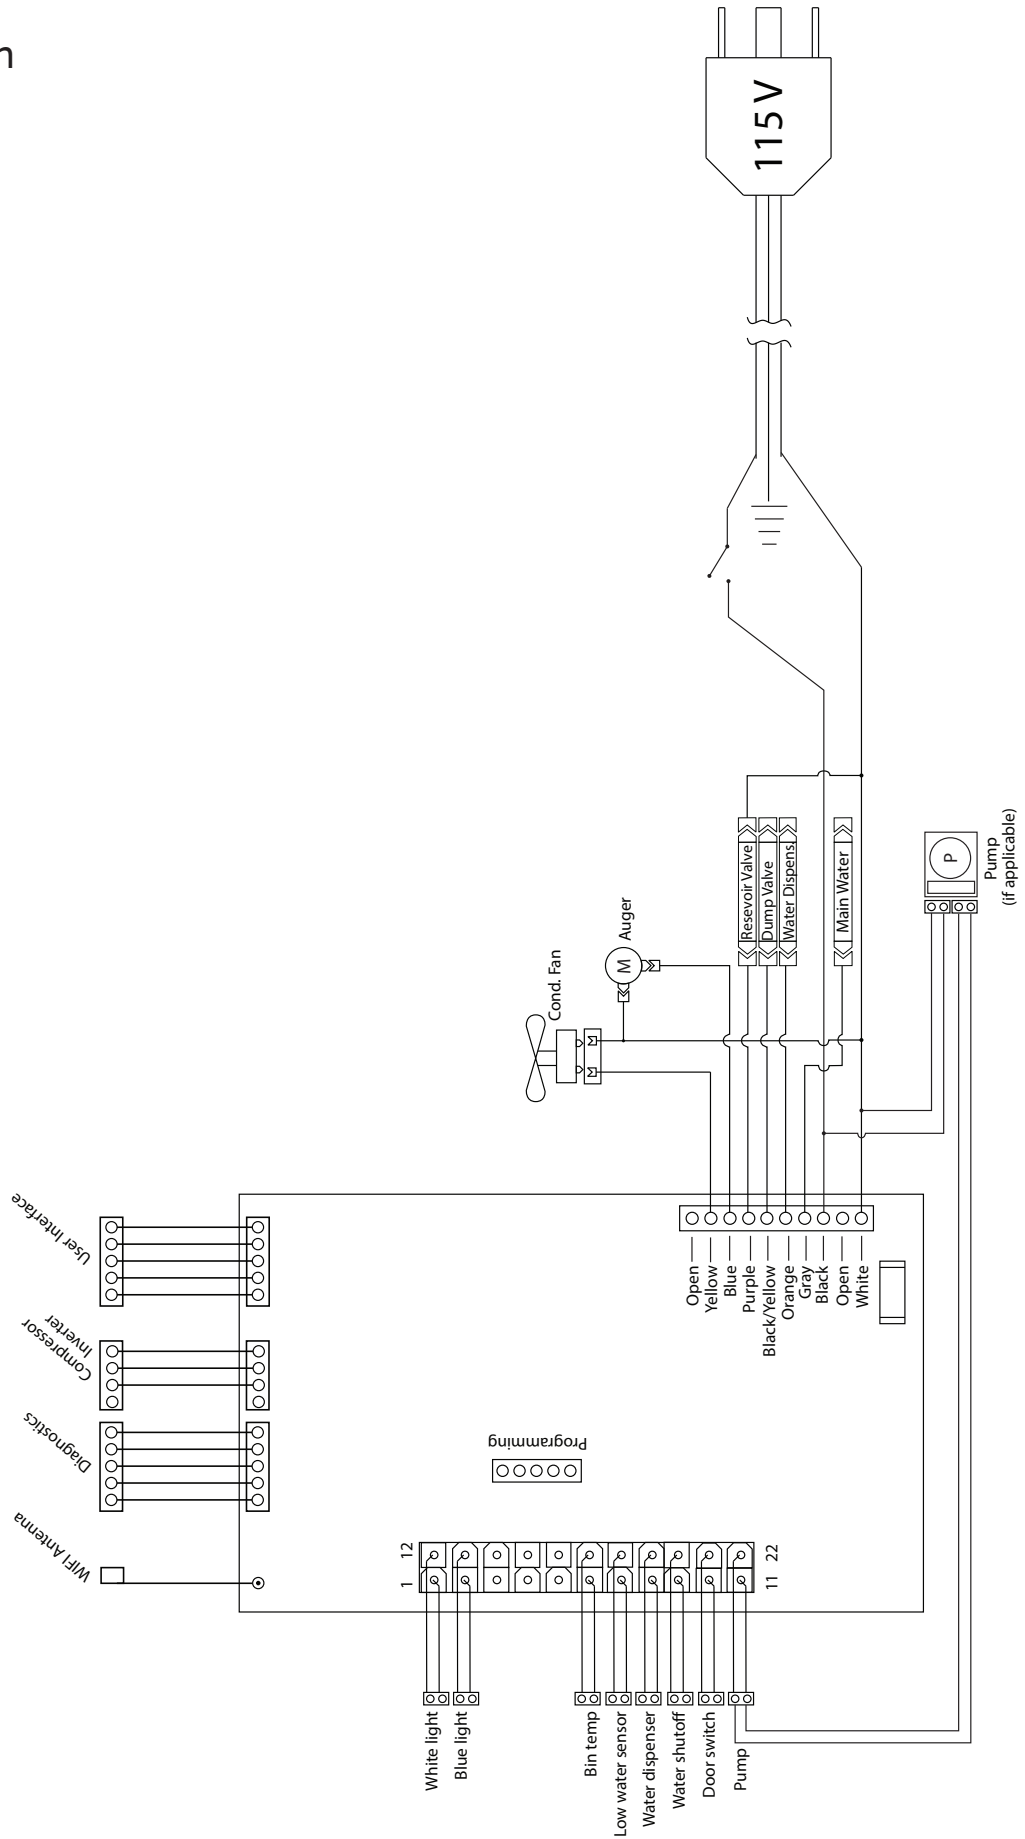 n
115 V
Resevoir Valve
Dump Valve
Water Dispens.
Main Water
P
Pump
(if applicable)
M
Auger
Cond. Fan
User Interface
Compressor
Inverter
Diagnostics
WIFI Antenna
Open
Yellow
Blue
Purple
Black/Yellow
Orange
Gray
Black
Open
White
Programming
12
1
22
11
White light
Blue light
Bin temp
Low water sensor
Water dispenser
Water shutoff
Door switch
Pump